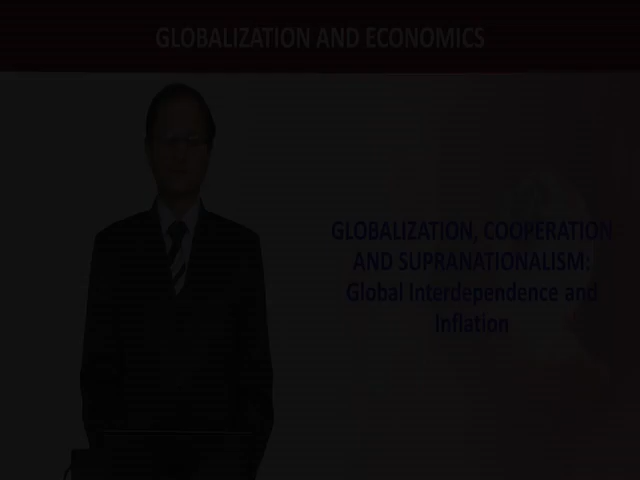 GLOBALIZATION AND ECONOMICS
GLOBALIZATION, COOPERATION
AND SUPRANATIONALISM:
Global Interdependence and
Inflation